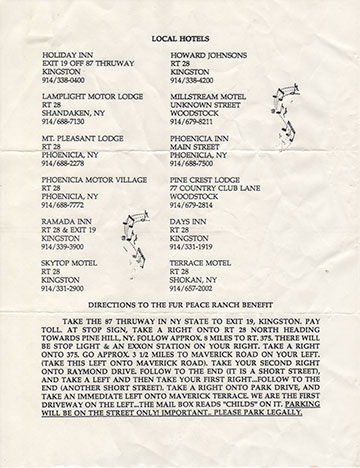 LOCAL HOTELS
HOLIDAY INN
EXIT 19 OFF 87 THRUWAY
KINGSTON
914/338-0400
HOWARD JOHNSONS
RT 28
KINGSTON
914/338-4200
LAMPLIGHT MOTOR LODGE
RT 28
SHANDAKEN, NY
914/688-7130
MILLSTREAM MOTEL
UNKNOWN STREET
WOODSTOCK
914/679-8211
MT. PLEASANT LODGE
RT 28
PHOENICIA, NY
914/688-2278
PHOENICIA INN
MAIN STREET
PHOENICIA, NY
914/688-7500
PHOENICIA MOTOR VILLAGE
RT 28
PHOENICIA, NY
914/688-7772
PINE CREST LODGE
77 COUNTRY CLUB LANE
WOODSTOCK
914/679-2814
RAMADA INN
RT 28 & EXIT 19
KINGSTON
914/339-3900
DAYS INN
RT 28
KINGSTON
914/331-1919
SKYTOP MOTEL
RT 28
KINGSTON
914/331-2900
TERRACE MOTEL
RT 28
SHOKAN, NY
914/657-2002
DIRECTIONS TO THE FUR PEACE RANCH BENEFIT
TAKE THE 87 THRUWAY IN NY STATE TO EXIT 19, KINGSTON. PAY
TOLL. AT STOP SIGN, TAKE A RIGHT ONTO RT 28 NORTH HEADING
TOWARDS PINE HILL, NY. FOLLOW APPROX. 8 MILES TO RT. 375. THERE WILL
BE STOP LIGHT & AN EXXON STATION ON YOUR RIGHT. TAKE A RIGHT
ONTO 375. GO APPROX. 3 1/2 MILES TO MAVERICK ROAD ON YOUR LEFT.
(TAKE THIS LEFT ONTO MAVERICK ROAD). TAKE YOUR SECOND RIGHT
ONTO RAYMOND DRIVE. FOLLOW TO THE END (IT IS A SHORT STREET),
AND TAKE A LEFT AND THEN TAKE YOUR FIRST RIGHT...FOLLOW TO THE
END (ANOTHER SHORT STREET). TAKE A RIGHT ONTO PARK DRIVE, AND
TAKE AN IMMEDIATE LEFT ONTO MAVERICK TERRACE. WE ARE THE FIRST
DRIVEWAY ON THE LEFT...THE MAIL BOX READS "CHILDS" ON IT. PARKING
WILL BE ON THE STREET ONLY! IMPORTANT.. PLEASE PARK LEGALLY.